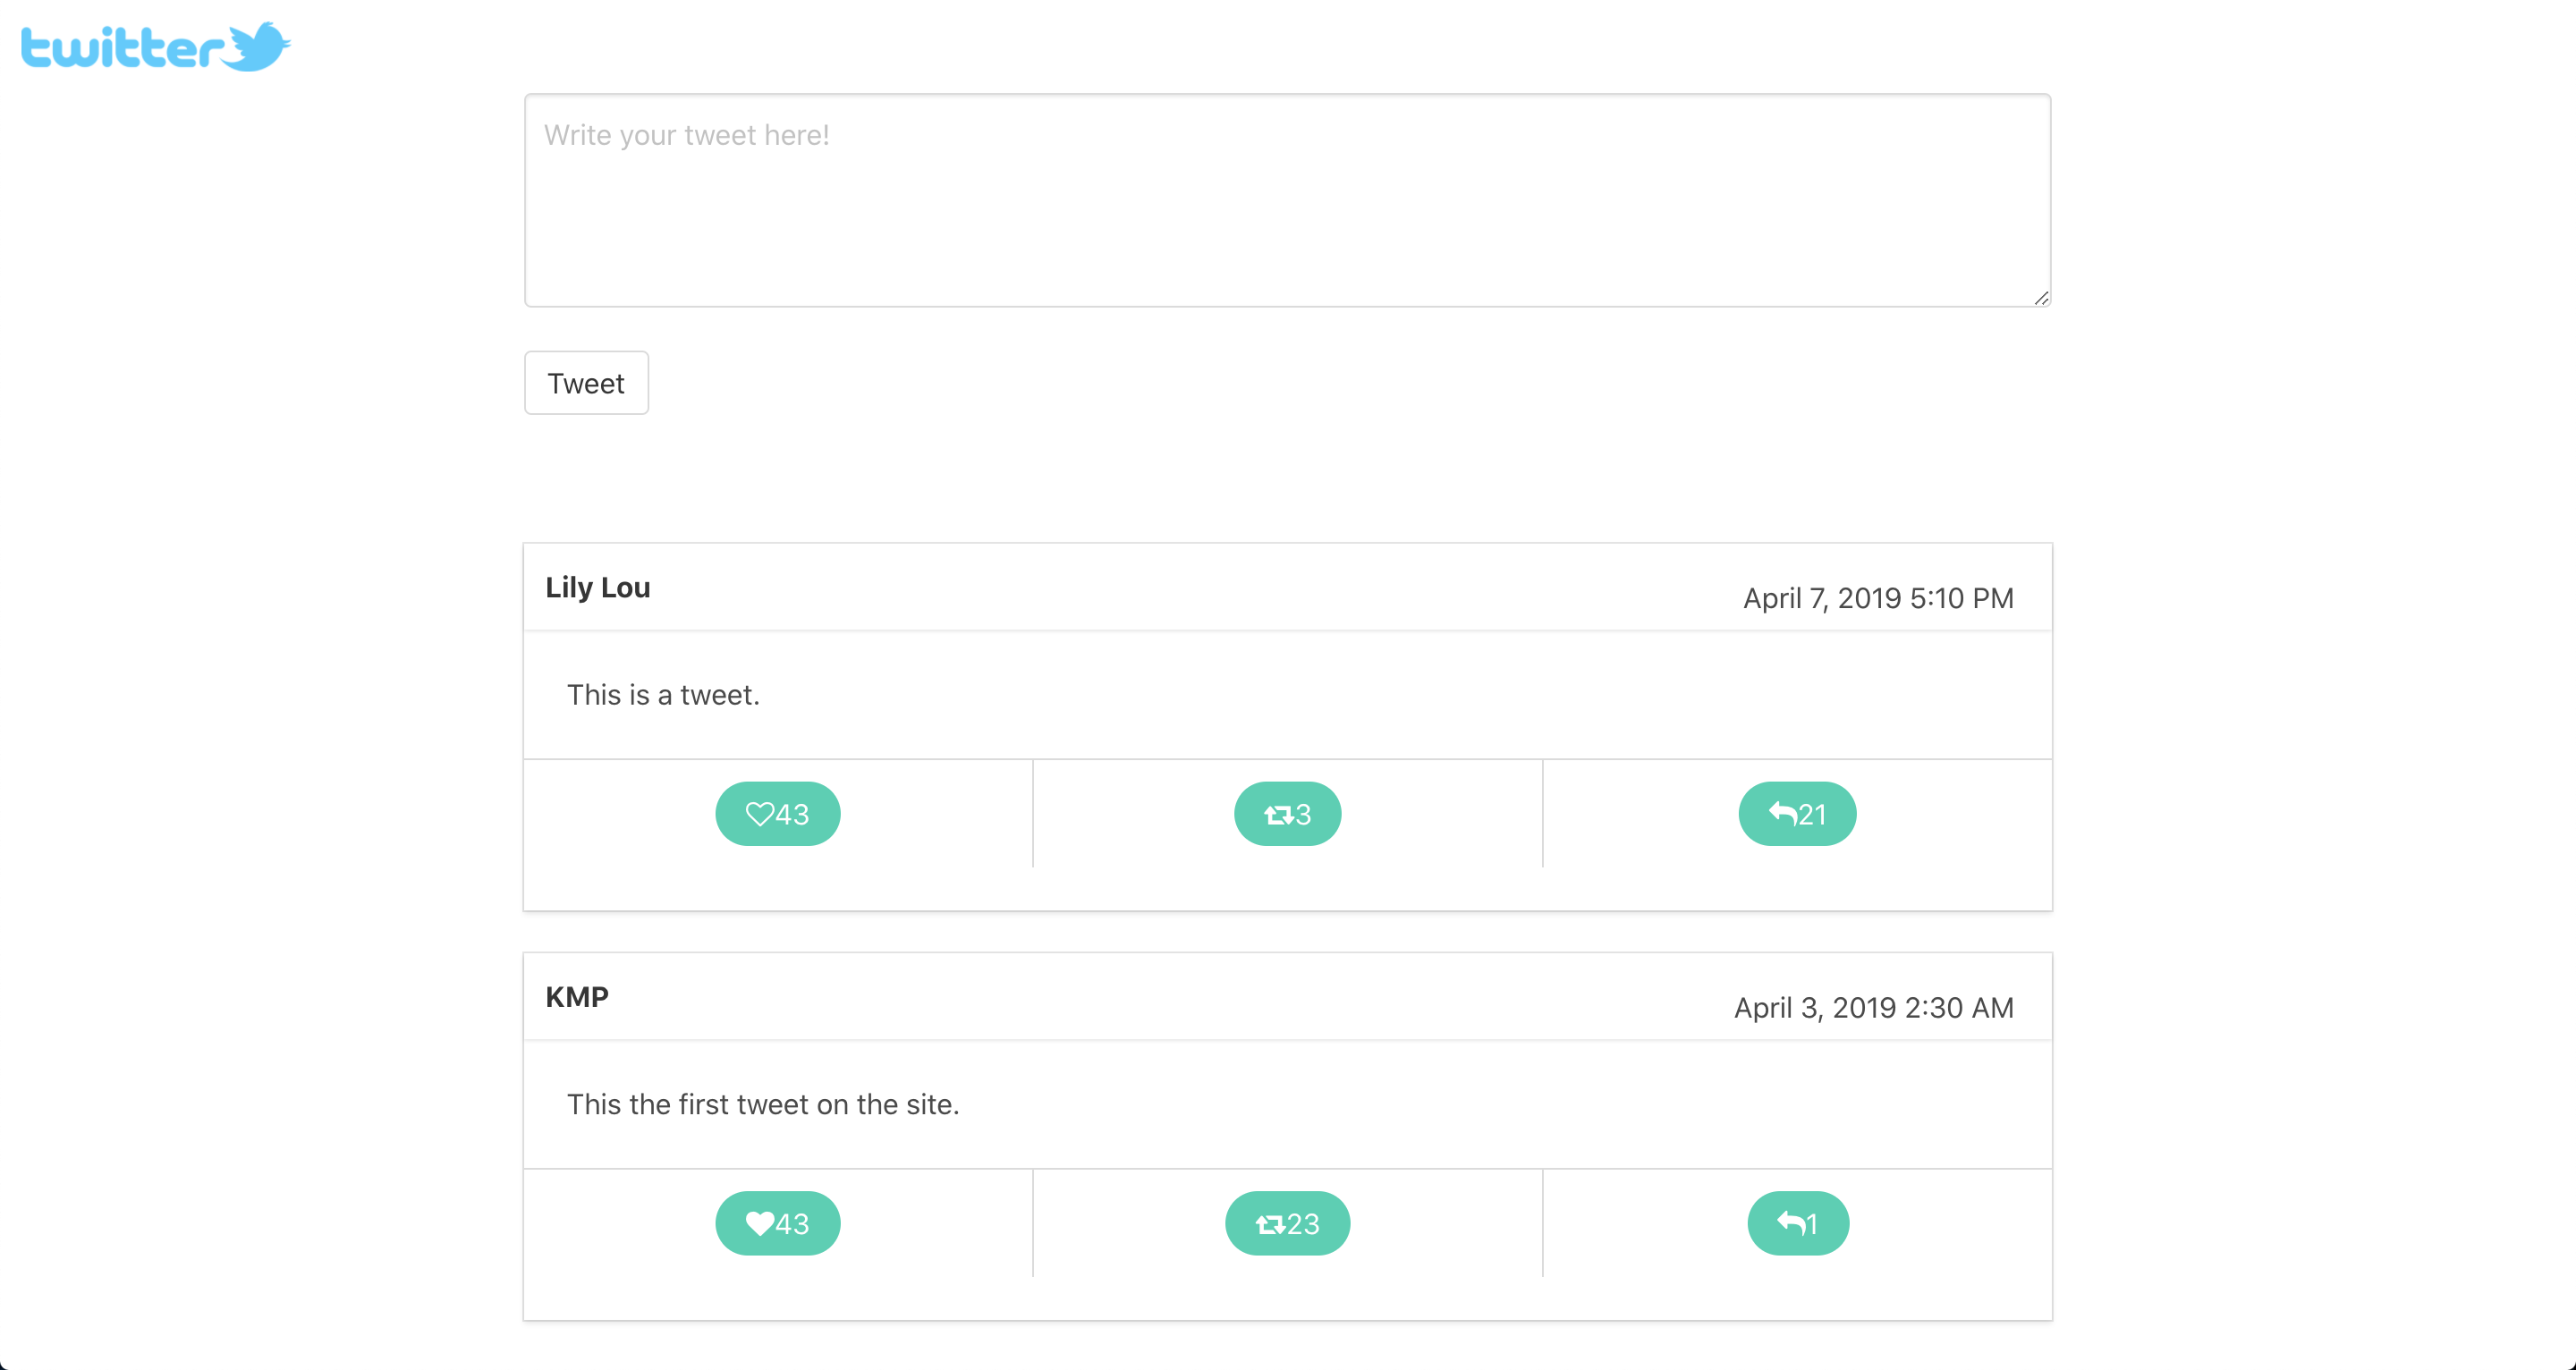 twitter
Write your tweet here!
Tweet
Lily Lou
April 7, 2019 5:10 PM
This is a tweet.
43
3
21
KMP
April 3, 2019 2:30 AM
This the first tweet on the site.
43
23
1